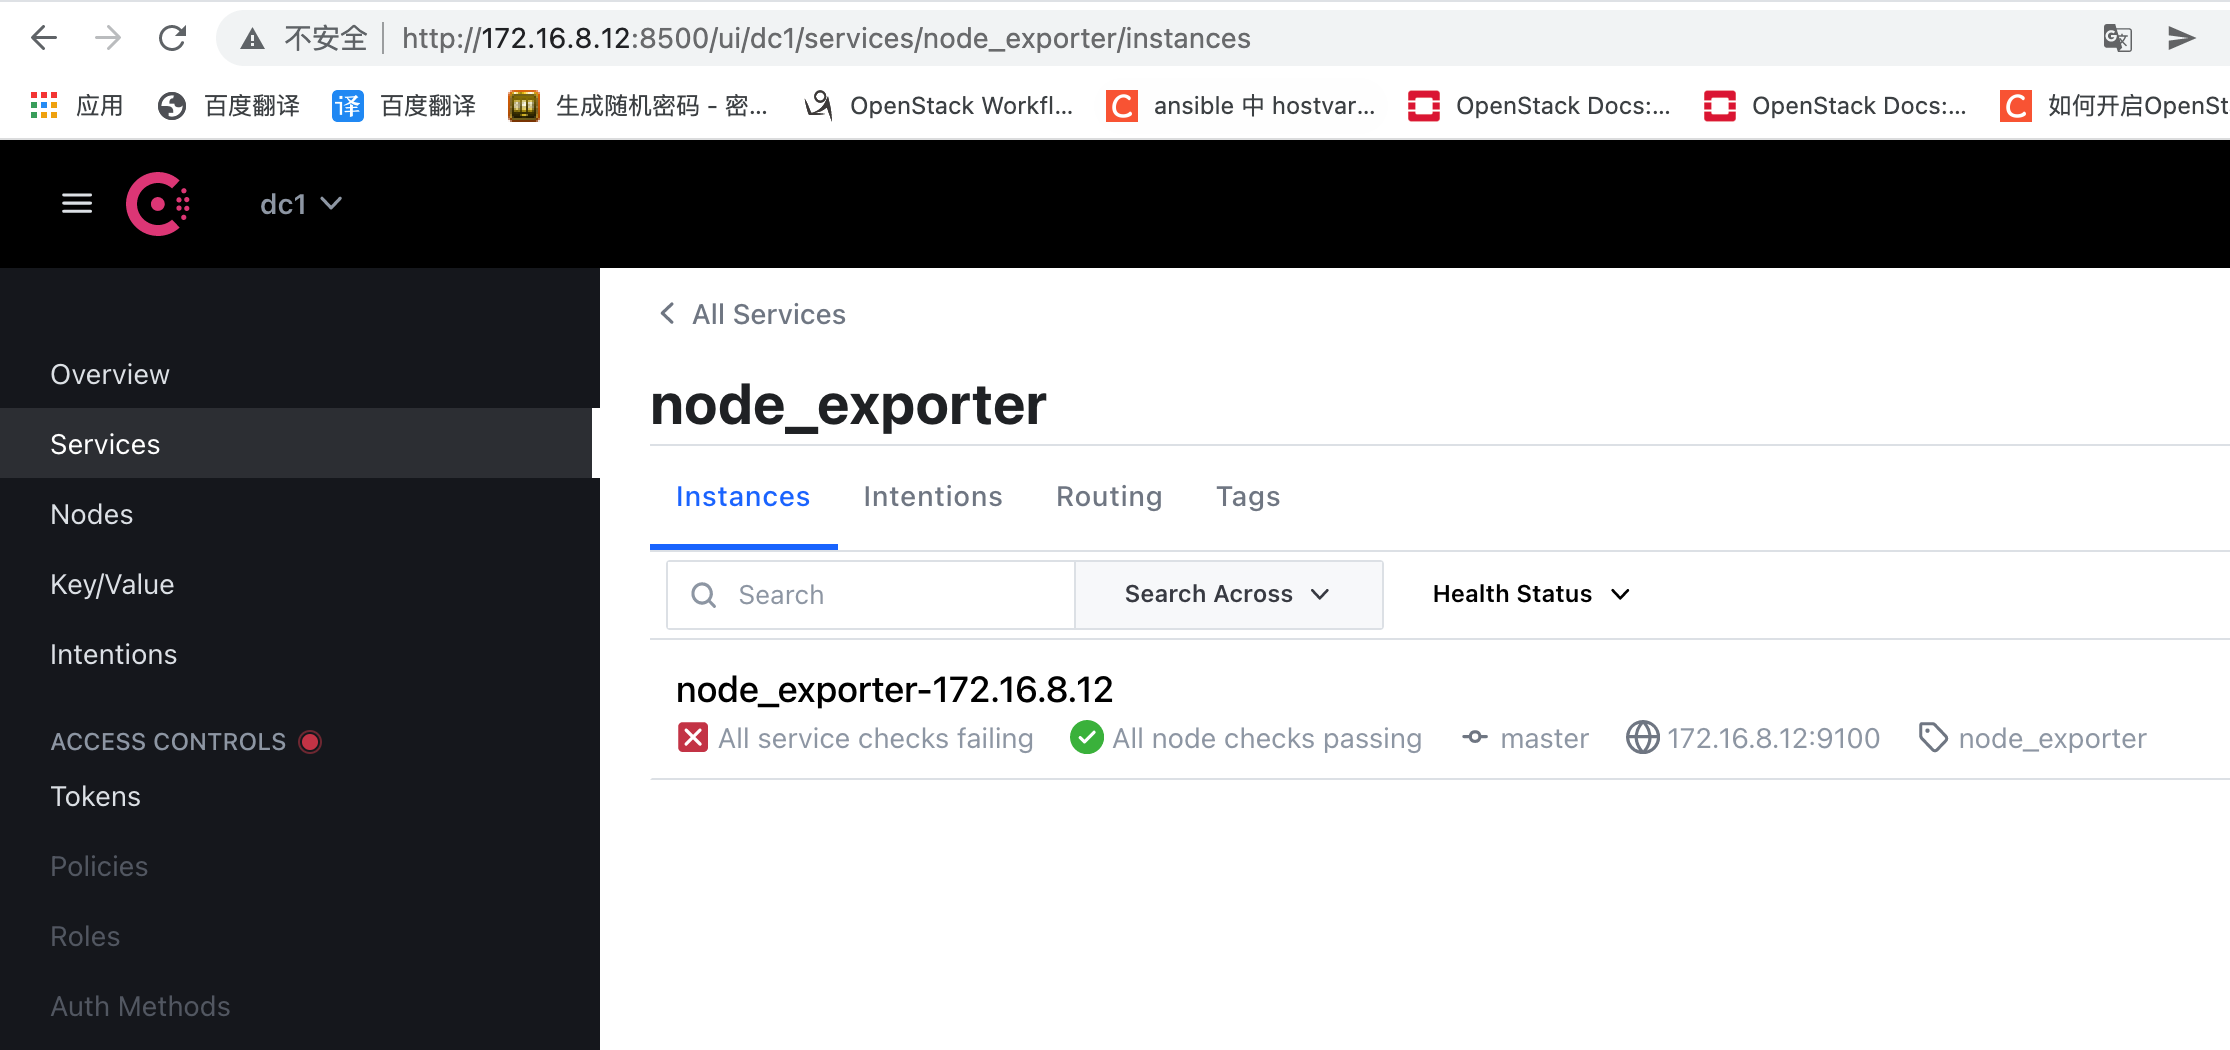 不安全 http://172.16.8.12:8500/ui/dc1/services/node_exporter/instances
应用 百度翻译 译 百度翻译 生成随机密码 - 密... OpenStack Workfl... C ansible 中 hostvar... OpenStack Docs:... OpenStack Docs:... C 如何开启OpenSt
dc1
Overview
Services
Nodes
Key/Value
Intentions
ACCESS CONTROLS
Tokens
Policies
Roles
Auth Methods
All Services
node_exporter
Instances Intentions Routing Tags
Search Search Across Health Status
node_exporter-172.16.8.12
All service checks failing All node checks passing master 172.16.8.12:9100 node_exporter